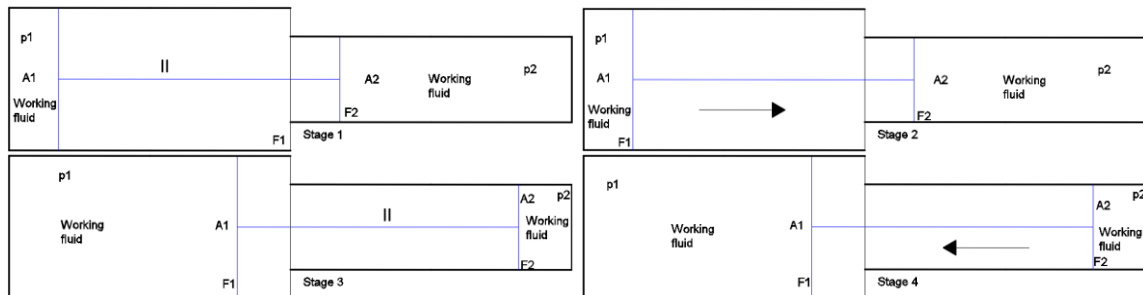 p1
A1
Working
fluid
II
A2
Working
fluid
p2
F2
F1
Stage 1
p1
A1
Working
fluid
F1
A2
Working
fluid
p2
F2
Stage 2
p1
Working
fluid
A1
F1
II
A2
p2
Working
fluid
F2
Stage 3
p1
Working
fluid
A1
F1
A2
p2
Working
fluid
F2
Stage 4